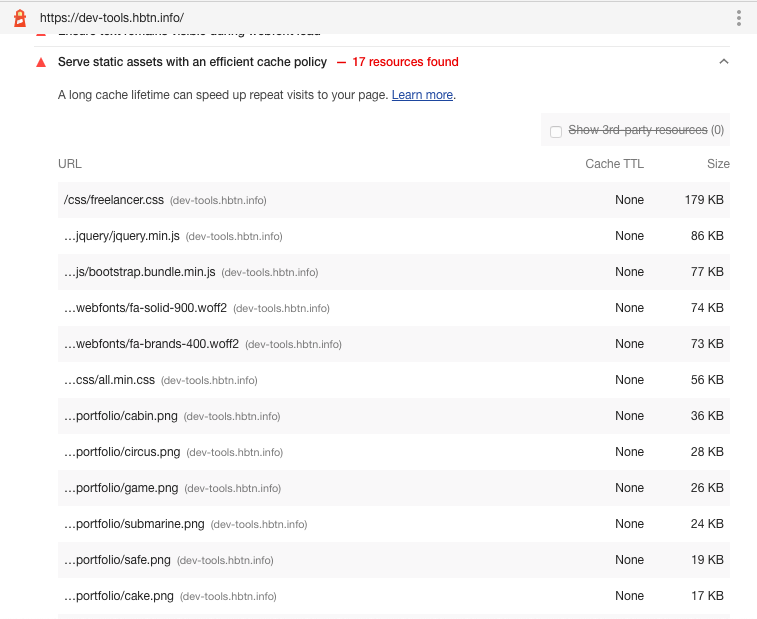 https://dev-tools.hbtn.info/
Ensure text remains visible during webfont load
Serve static assets with an efficient cache policy — 17 resources found
A long cache lifetime can speed up repeat visits to your page. Learn more.
Show 3rd-party resources (0)
URL Cache TTL Size
/css/freelancer.css (dev-tools.hbtn.info) None 179 KB
…jquery/jquery.min.js (dev-tools.hbtn.info) None 86 KB
…js/bootstrap.bundle.min.js (dev-tools.hbtn.info) None 77 KB
…webfonts/fa-solid-900.woff2 (dev-tools.hbtn.info) None 74 KB
…webfonts/fa-brands-400.woff2 (dev-tools.hbtn.info) None 73 KB
…css/all.min.css (dev-tools.hbtn.info) None 56 KB
…portfolio/cabin.png (dev-tools.hbtn.info) None 36 KB
…portfolio/circus.png (dev-tools.hbtn.info) None 28 KB
…portfolio/game.png (dev-tools.hbtn.info) None 26 KB
…portfolio/submarine.png (dev-tools.hbtn.info) None 24 KB
…portfolio/safe.png (dev-tools.hbtn.info) None 19 KB
…portfolio/cake.png (dev-tools.hbtn.info) None 17 KB